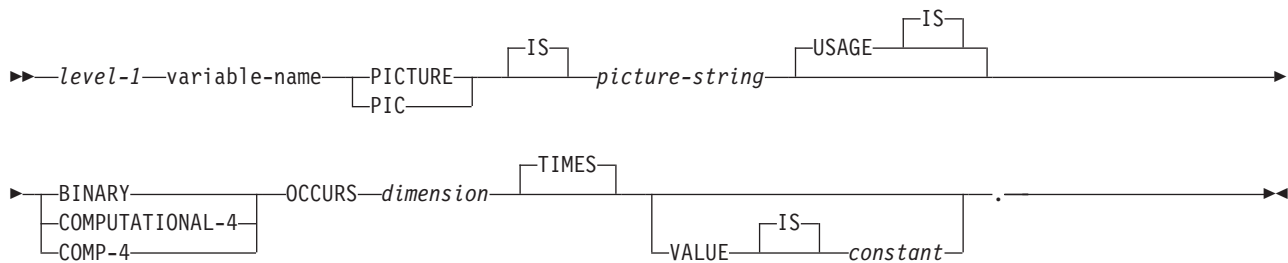 IS IS
USAGE
level-1 variable-name PICTURE picture-string
PIC
TIMES
BINARY OCCURS dimension .
COMPUTATIONAL-4 IS
COMP-4 VALUE constant